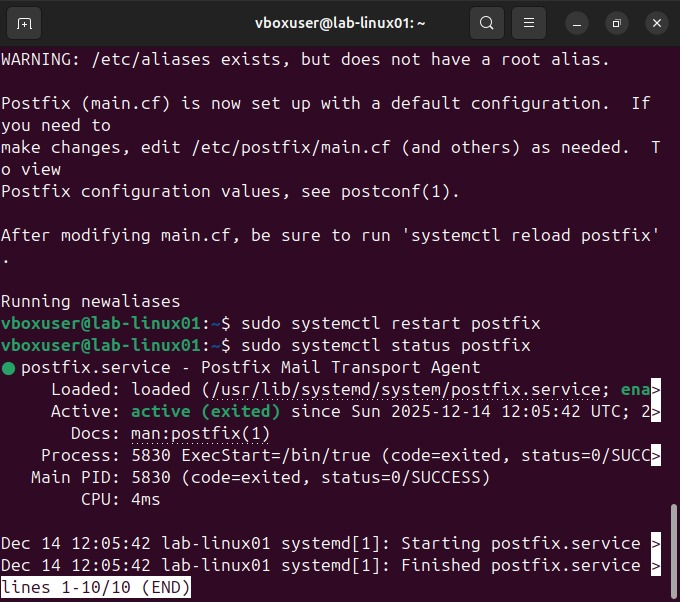 vboxuser@lab-linux01: ~
WARNING: /etc/aliases exists, but does not have a root alias.
Postfix (main.cf) is now set up with a default configuration.  If
you need to
make changes, edit /etc/postfix/main.cf (and others) as needed.  T
o view
Postfix configuration values, see postconf(1).
After modifying main.cf, be sure to run 'systemctl reload postfix'
.
Running newaliases
vboxuser@lab-linux01:~$ sudo systemctl restart postfix
vboxuser@lab-linux01:~$ sudo systemctl status postfix
● postfix.service - Postfix Mail Transport Agent
     Loaded: loaded (/usr/lib/systemd/system/postfix.service; ena>
     Active: active (exited) since Sun 2025-12-14 12:05:42 UTC; 2>
       Docs: man:postfix(1)
    Process: 5830 ExecStart=/bin/true (code=exited, status=0/SUCC>
   Main PID: 5830 (code=exited, status=0/SUCCESS)
        CPU: 4ms
Dec 14 12:05:42 lab-linux01 systemd[1]: Starting postfix.service >
Dec 14 12:05:42 lab-linux01 systemd[1]: Finished postfix.service >
lines 1-10/10 (END)